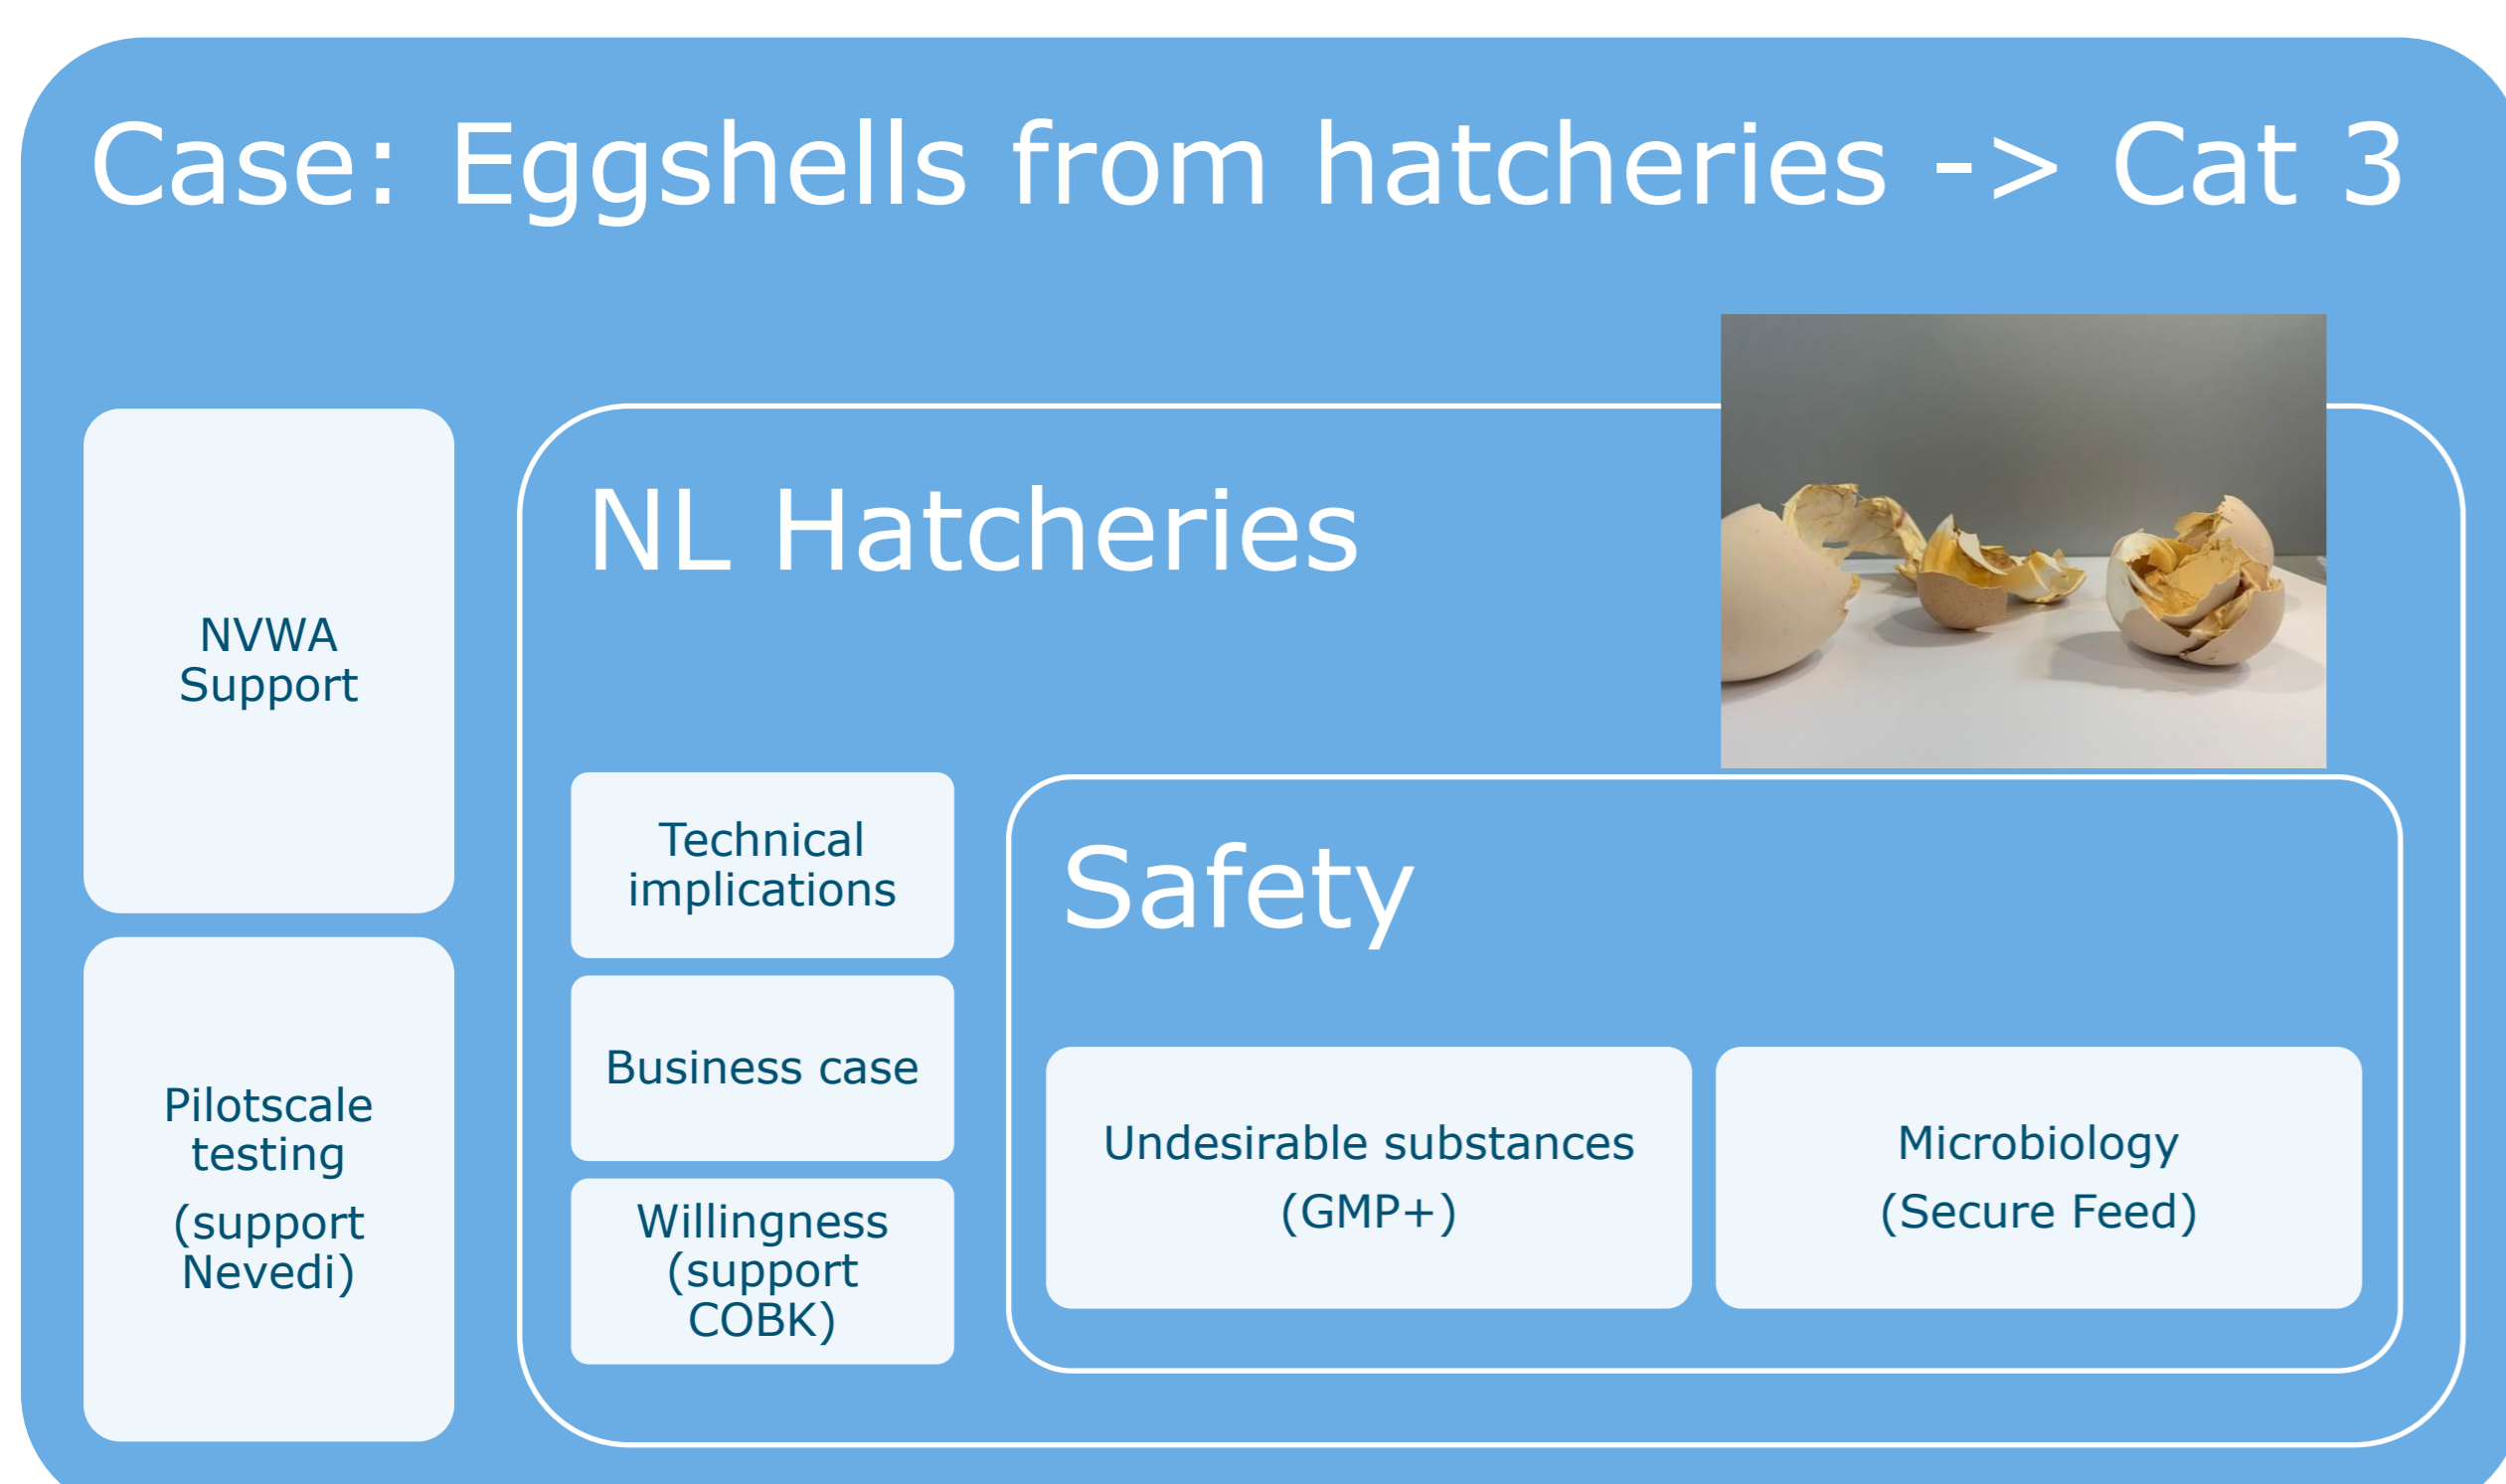 Case: Eggshells from hatcheries -> Cat 3
NVWA
Support
Pilotscale
testing
(support
Nevedi)
NL Hatcheries
Technical
implications
Business case
Willingness
(support
COBK)
Safety
Undesirable substances
(GMP+)
Microbiology
(Secure Feed)